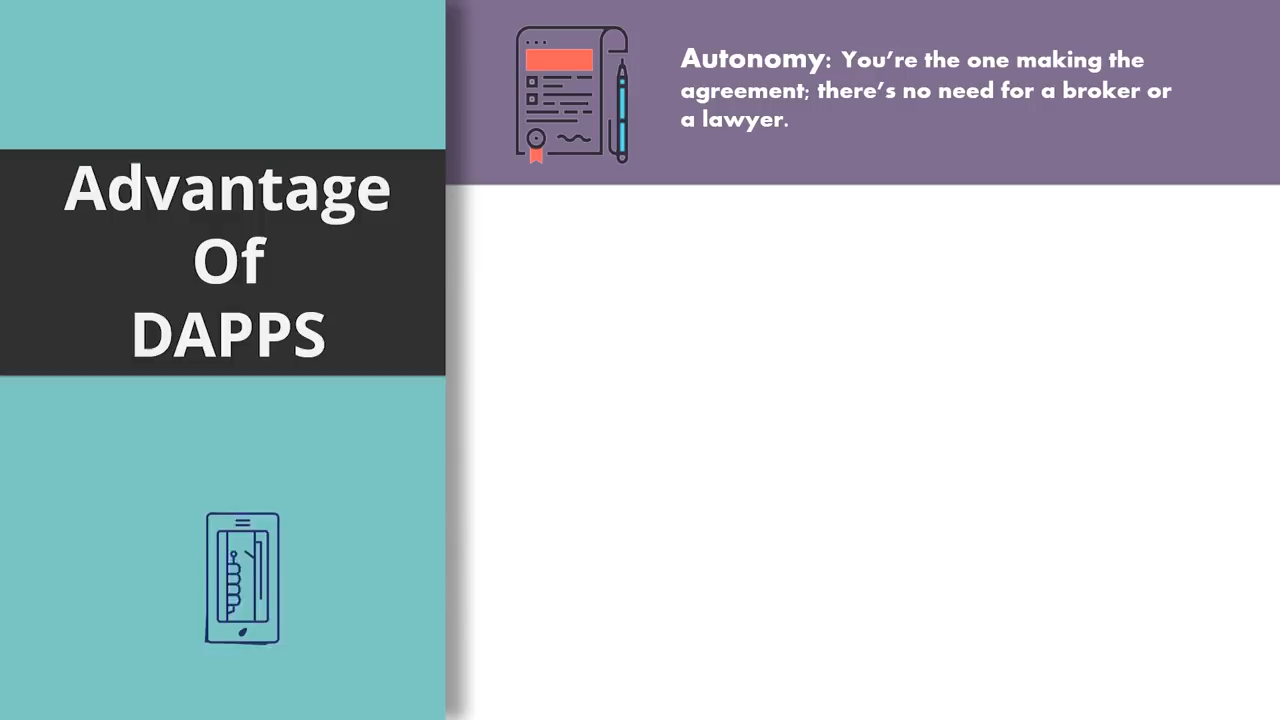 Advantage
Of
DAPPS
Autonomy: You're the one making the
agreement; there's no need for a broker or
a lawyer.